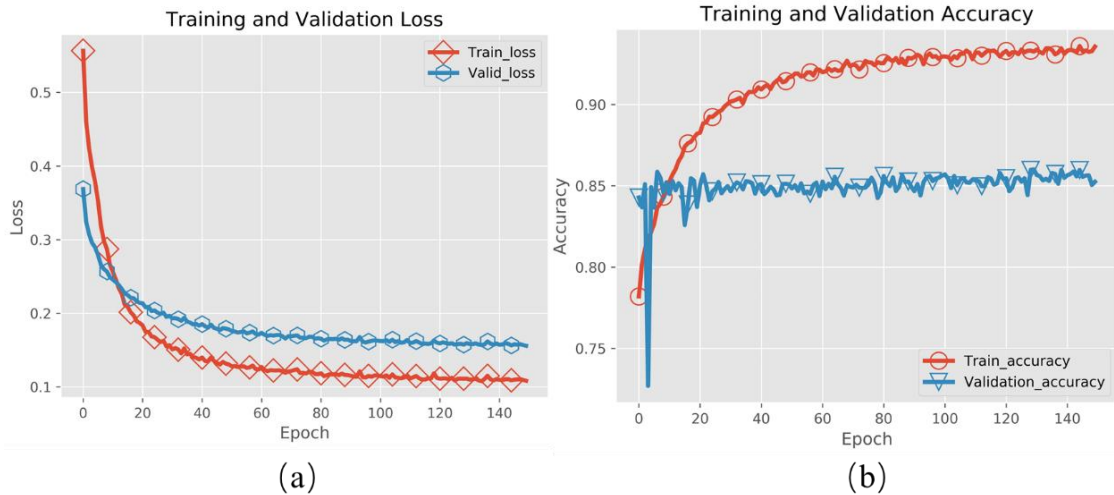 Training and Validation Loss
Train_loss
Valid_loss
0.5
0.4
0.3
0.2
0.1
Loss
0 20 40 60 80 100 120 140
Epoch
(a)
Training and Validation Accuracy
0.90
0.85
0.80
0.75
Accuracy
Train_accuracy
Validation_accuracy
0 20 40 60 80 100 120 140
Epoch
(b)